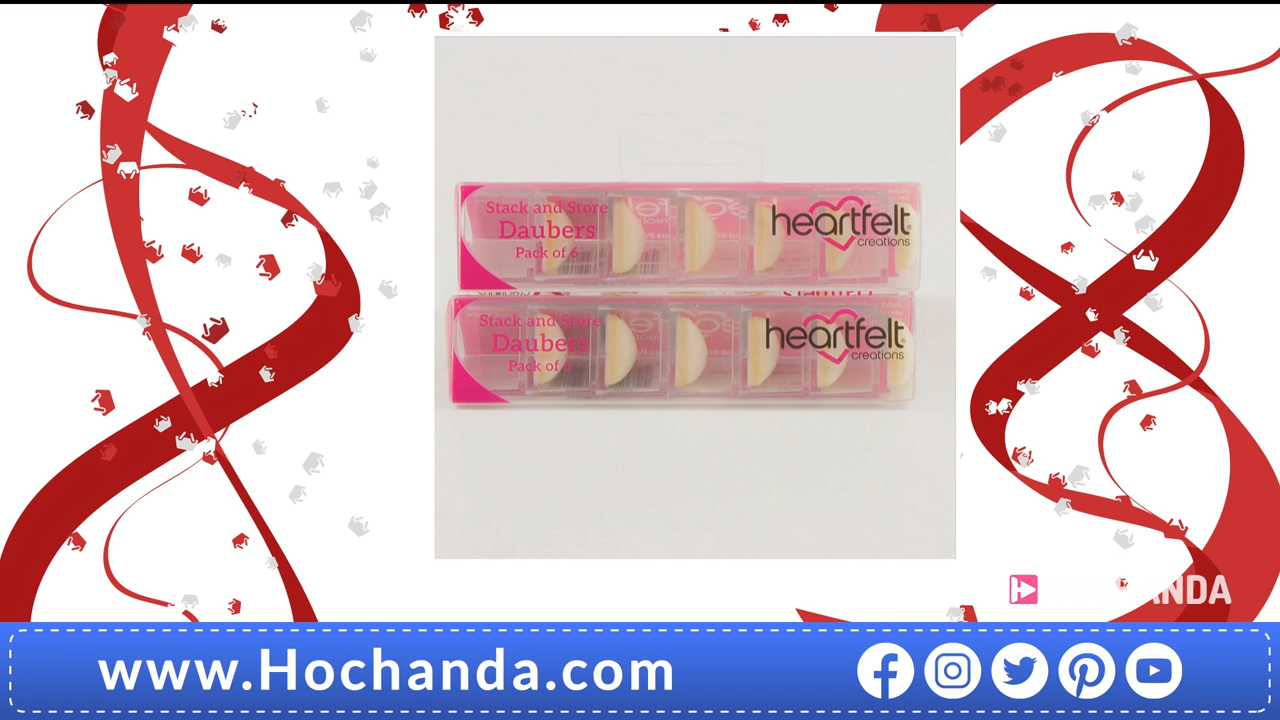 Stack and Store
Daubers
Pack of 6
heartfelt
creations
Stack and Store
Daubers
Pack of
heartfelt
creations
HOCHANDA
www.Hochanda.com